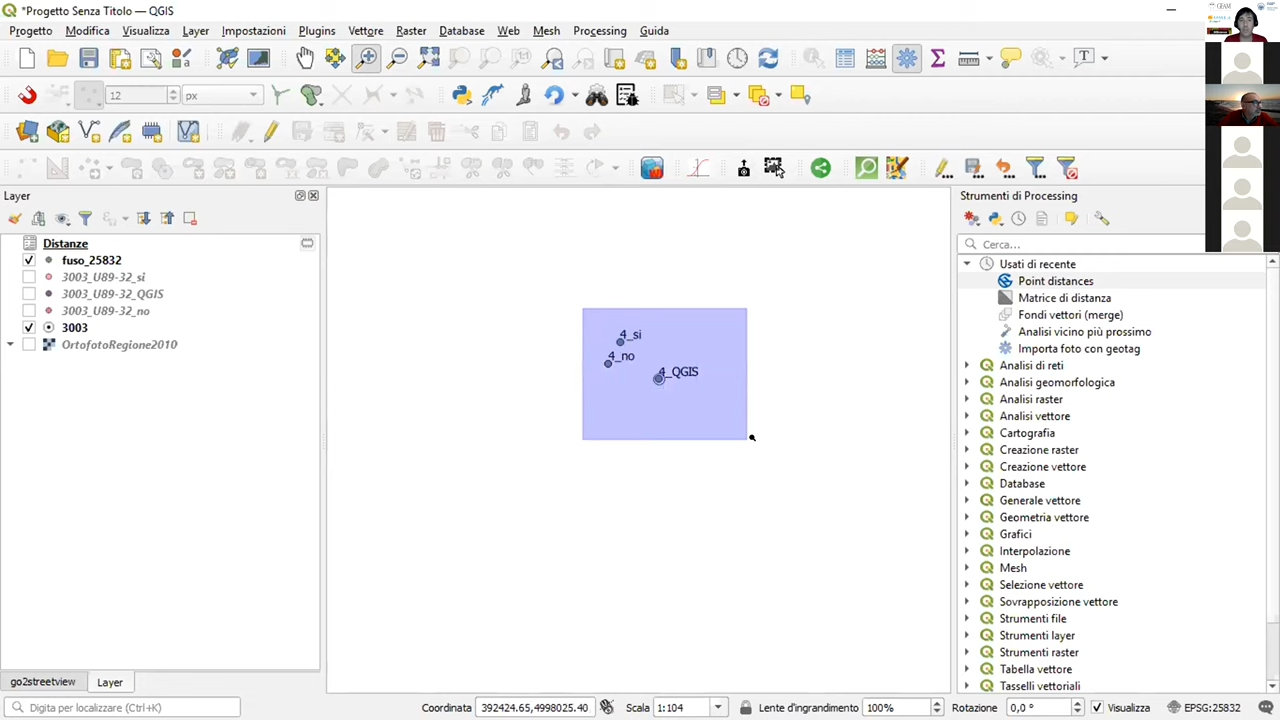 *Progetto Senza Titolo — QGIS
Progetto Modifica Visualizza Layer Impostazioni Plugins Vettore Raster Database Web Mesh Processing Guida
12 px
Layer
Distanze
fuso_25832
3003_U89-32_si
3003_U89-32_QGIS
3003_U89-32_no
3003
OrtofotoRegione2010
4_si
4_no
4_QGIS
Strumenti di Processing
Cerca...
Usati di recente
Point distances
Matrice di distanza
Fondi vettori (merge)
Analisi vicino più prossimo
Importa foto con geotag
Analisi di reti
Analisi geomorfologica
Analisi raster
Analisi vettore
Cartografia
Creazione raster
Creazione vettore
Database
Generale vettore
Geometria vettore
Grafici
Interpolazione
Mesh
Selezione vettore
Sovrapposizione vettore
Strumenti file
Strumenti layer
Strumenti raster
Tabella vettore
Tasselli vettoriali
go2streetview Layer
Digita per localizzare (Ctrl+K) Coordinata 392424.65,4998025.40 Scala 1:104 Lente d'ingrandimento 100% Rotazione 0,0 ° Visualizza EPSG:25832
GEAM